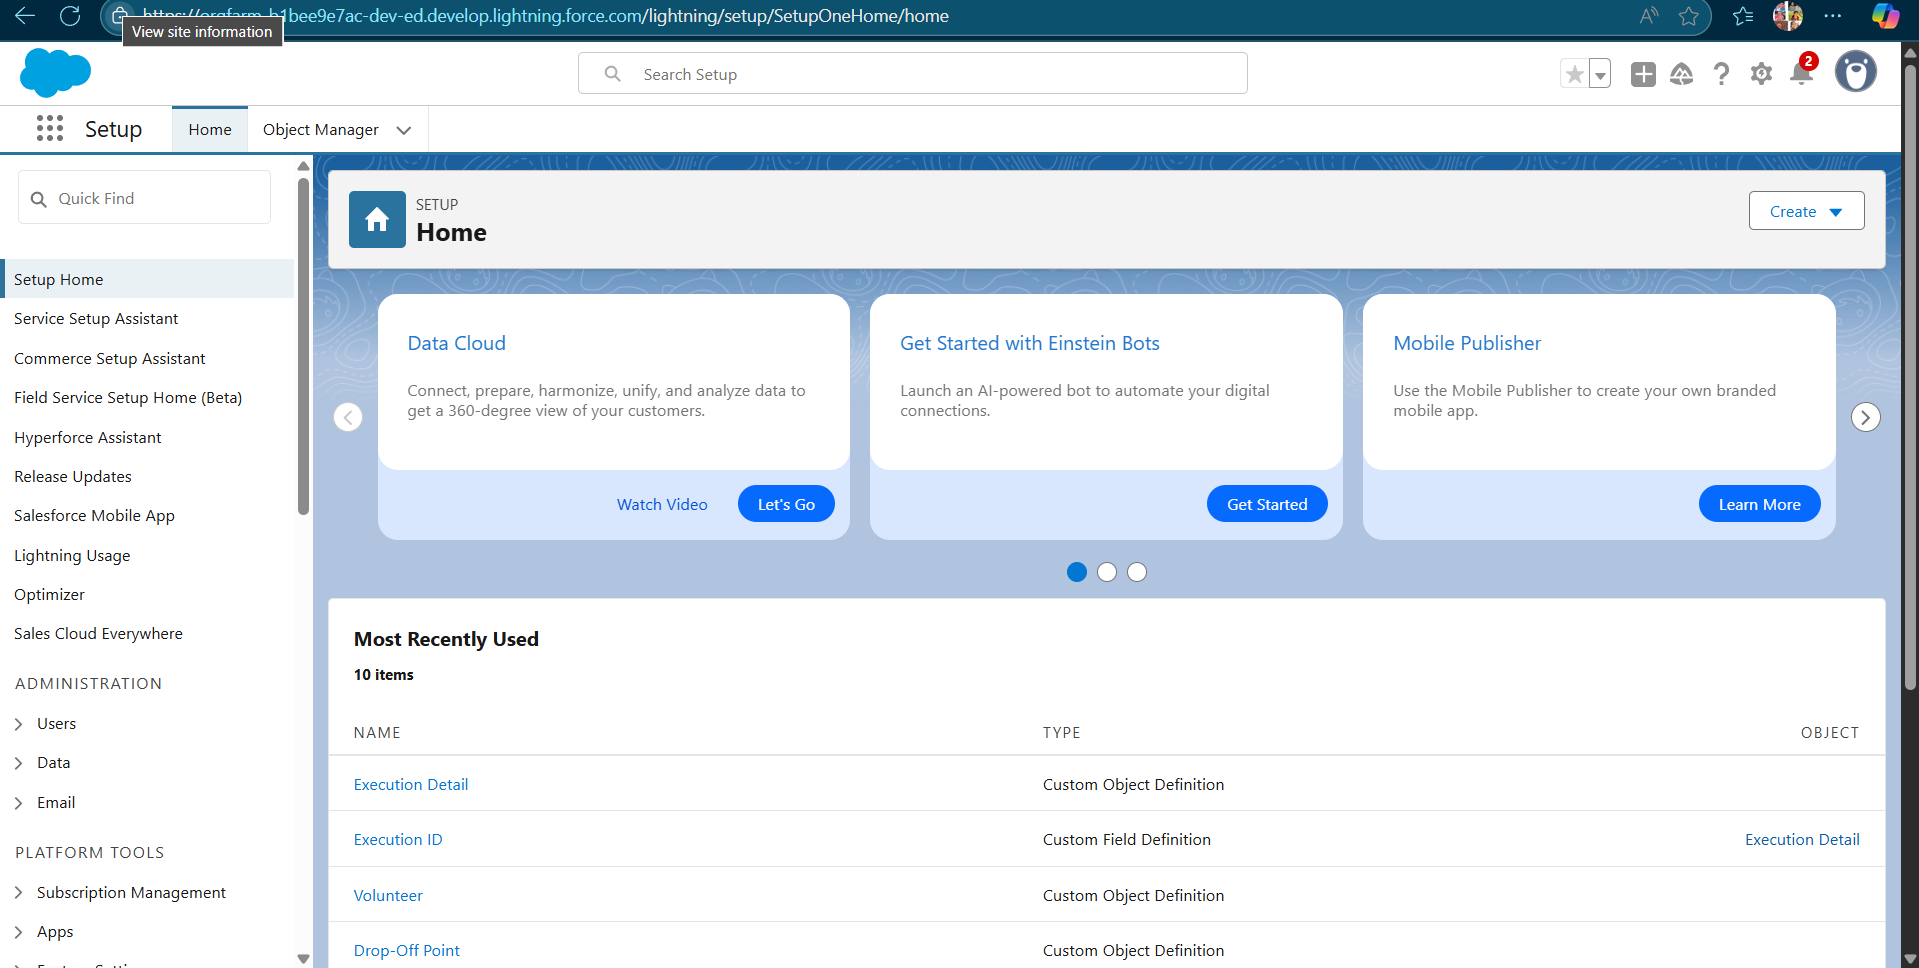 https://orgfarm-b1bee9e7ac-dev-ed.develop.lightning.force.com/lightning/setup/SetupOneHome/home
View site information
Search Setup
2
Setup
Home
Object Manager
Quick Find
Setup Home
Service Setup Assistant
Commerce Setup Assistant
Field Service Setup Home (Beta)
Hyperforce Assistant
Release Updates
Salesforce Mobile App
Lightning Usage
Optimizer
Sales Cloud Everywhere
ADMINISTRATION
Users
Data
Email
PLATFORM TOOLS
Subscription Management
Apps
SETUP
Home
Create
Data Cloud
Connect, prepare, harmonize, unify, and analyze data to
get a 360-degree view of your customers.
Watch Video
Let's Go
Get Started with Einstein Bots
Launch an AI-powered bot to automate your digital
connections.
Get Started
Mobile Publisher
Use the Mobile Publisher to create your own branded
mobile app.
Learn More
Most Recently Used
10 items
NAME TYPE OBJECT
Execution Detail Custom Object Definition
Execution ID Custom Field Definition Execution Detail
Volunteer Custom Object Definition
Drop-Off Point Custom Object Definition